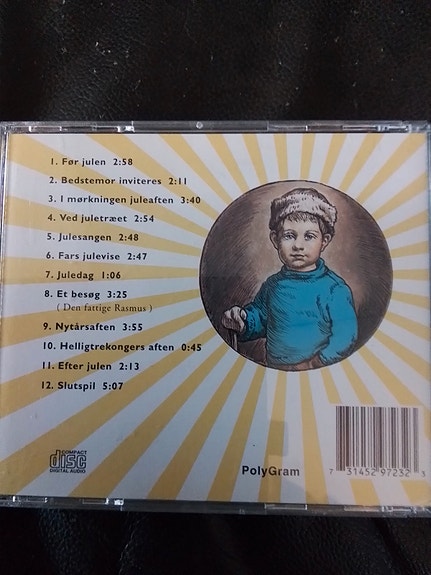 1. Før julen 2:58
2. Bedstemor inviteres 2:11
3. I mørkningen juleaften 3:40
4. Ved juletræet 2:54
5. Julesangen 2:48
6. Fars julevise 2:47
7. Juledag 1:06
8. Et besøg 3:25
( Den fattige Rasmus )
9. Nytårsaften 3:55
10. Helligtrekongers aften 0:45
11. Efter julen 2:13
12. Slutspil 5:07
COMPACT
disc
DIGITAL AUDIO
PolyGram
7 31452 97232 3